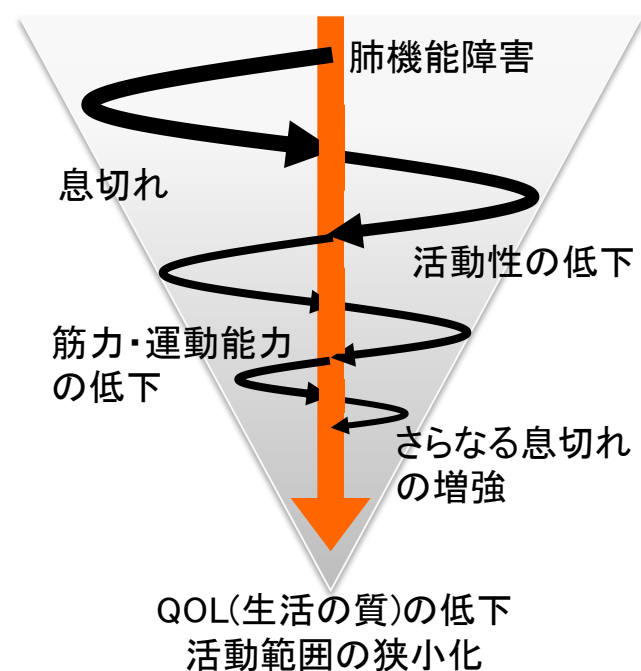 肺機能障害
息切れ
活動性の低下
筋力・運動能力
の低下
さらなる息切れ
の増強
QOL(生活の質)の低下
活動範囲の狭小化